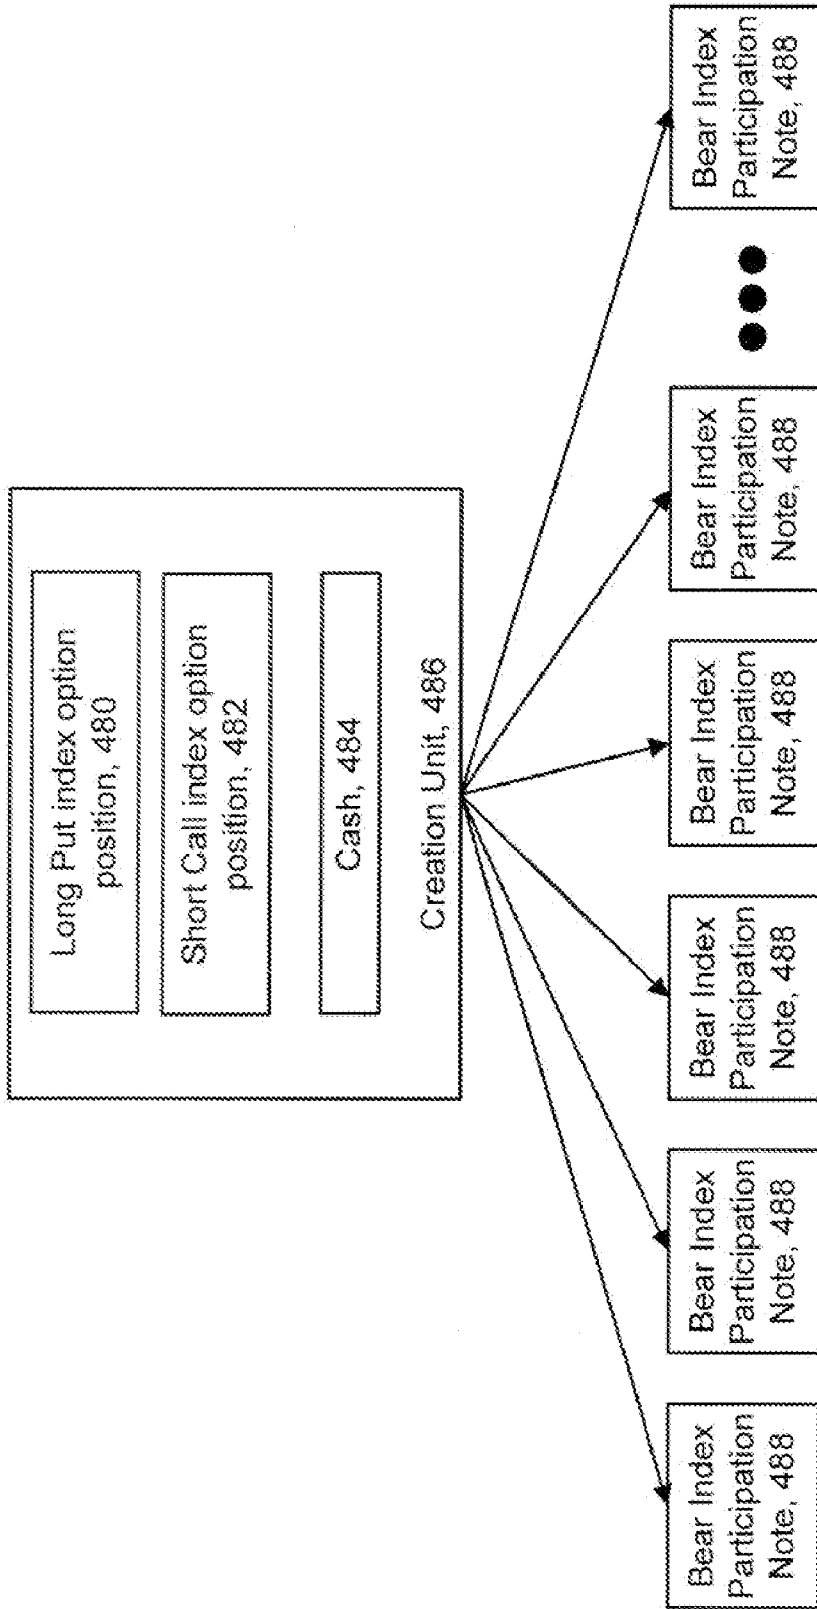 Long Put index option
position, 480
Short Call index option
position, 482
Cash, 484
Creation Unit, 486
Bear Index
Participation
Note, 488
Bear Index
Participation
Note, 488
Bear Index
Participation
Note, 488
Bear Index
Participation
Note, 488
Bear Index
Participation
Note, 488
Bear Index
Participation
Note, 488